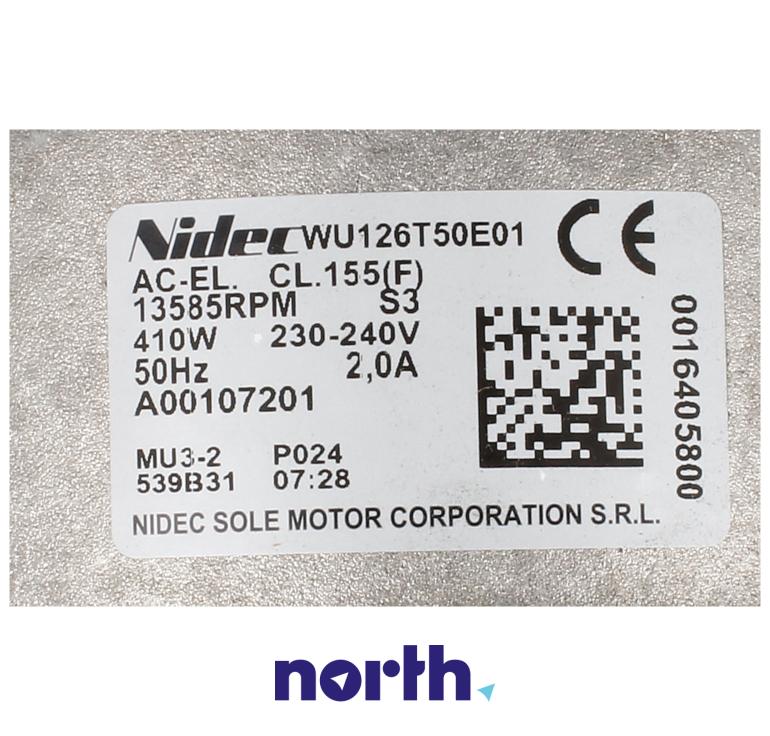 Nidec WU126T50E01 CE
AC-EL. CL.155(F)
13585RPM S3
410W 230-240V
50Hz 2,0A
A00107201
MU3-2 P024
539B31 07:28
NIDEC SOLE MOTOR CORPORATION S.R.L.
0016405800
north.